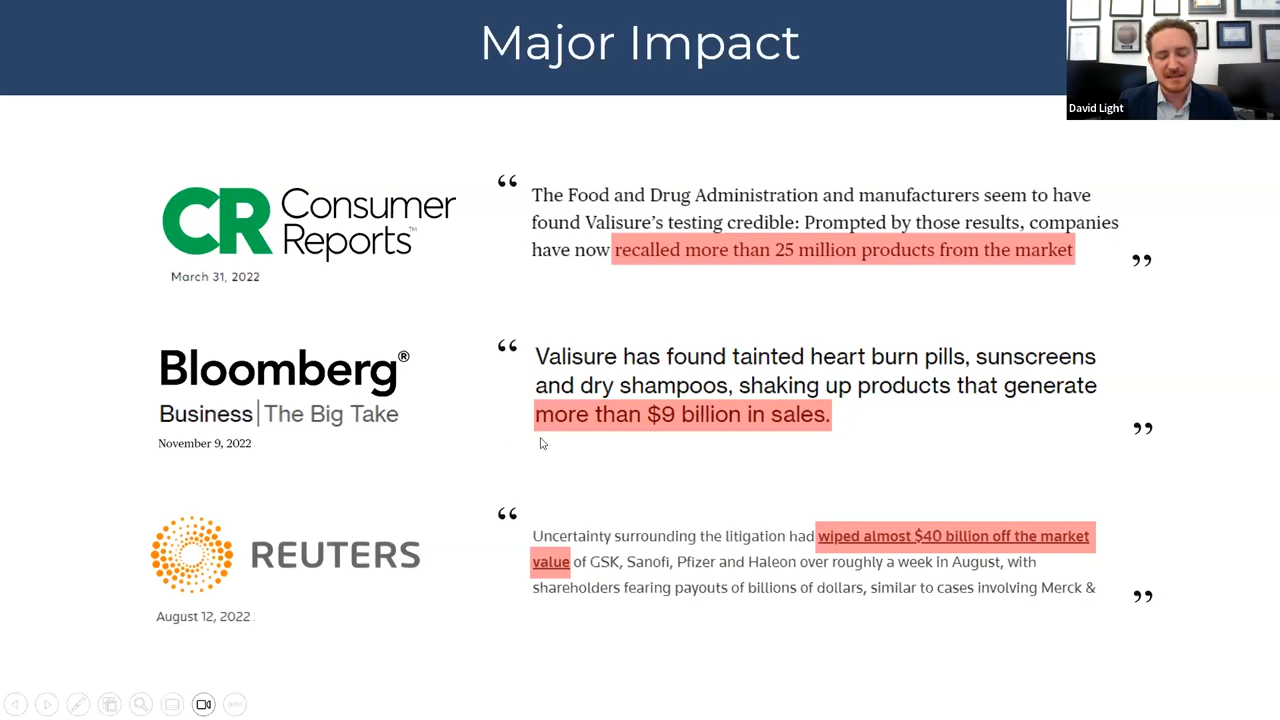 Major Impact
David Light
CR Consumer
Reports™
March 31, 2022
“
The Food and Drug Administration and manufacturers seem to have
found Valisure’s testing credible: Prompted by those results, companies
have now recalled more than 25 million products from the market
”
Bloomberg®
Business | The Big Take
November 9, 2022
“
Valisure has found tainted heart burn pills, sunscreens
and dry shampoos, shaking up products that generate
more than $9 billion in sales.
”
REUTERS
August 12, 2022
“
Uncertainty surrounding the litigation had wiped almost $40 billion off the market
value of GSK, Sanofi, Pfizer and Haleon over roughly a week in August, with
shareholders fearing payouts of billions of dollars, similar to cases involving Merck &
”